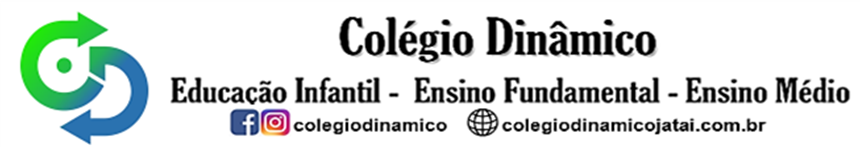 Colégio Dinâmico
Educação Infantil - Ensino Fundamental - Ensino Médio
colegiodinamico colegiodinamicojatai.com.br